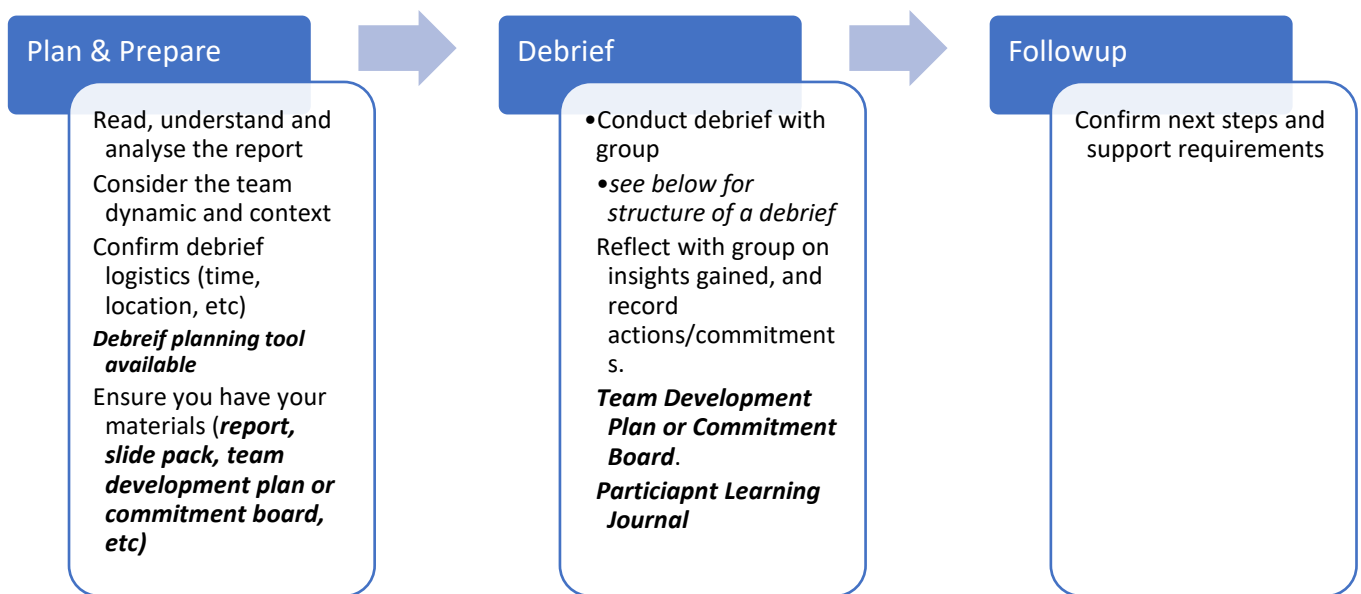 Plan & Prepare
Read, understand and
analyse the report
Consider the team
dynamic and context
Confirm debrief
logistics (time,
location, etc)
Debreif planning tool
available
Ensure you have your
materials (report,
slide pack, team
development plan or
commitment board,
etc)
Debrief
•Conduct debrief with
group
•see below for
structure of a debrief
Reflect with group on
insights gained, and
record
actions/commitment
s.
Team Development
Plan or Commitment
Board.
Particiapnt Learning
Journal
Followup
Confirm next steps and
support requirements